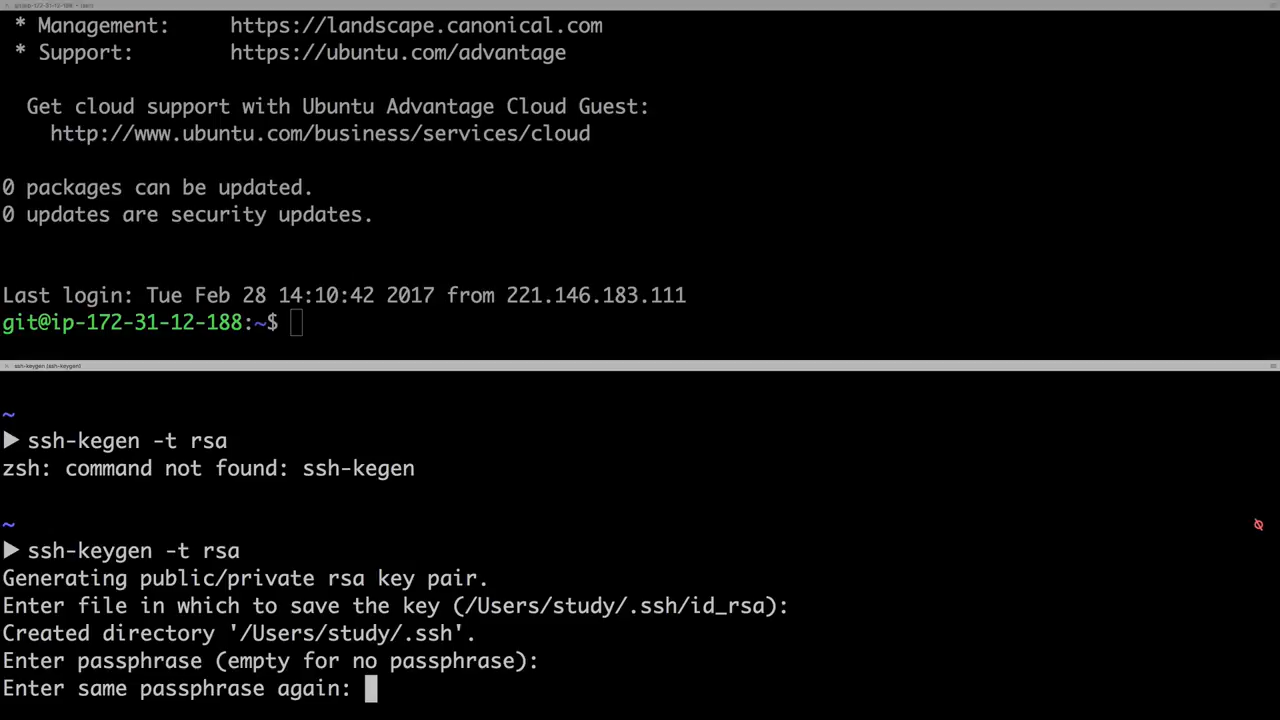 * Management:     https://landscape.canonical.com
* Support:        https://ubuntu.com/advantage
Get cloud support with Ubuntu Advantage Cloud Guest:
http://www.ubuntu.com/business/services/cloud
0 packages can be updated.
0 updates are security updates.
Last login: Tue Feb 28 14:10:42 2017 from 221.146.183.111
git@ip-172-31-12-188:~$
ssh-keygen (ssh-keygen)
~
▶ ssh-kegen -t rsa
zsh: command not found: ssh-kegen
~
▶ ssh-keygen -t rsa
Generating public/private rsa key pair.
Enter file in which to save the key (/Users/study/.ssh/id_rsa):
Created directory '/Users/study/.ssh'.
Enter passphrase (empty for no passphrase):
Enter same passphrase again: